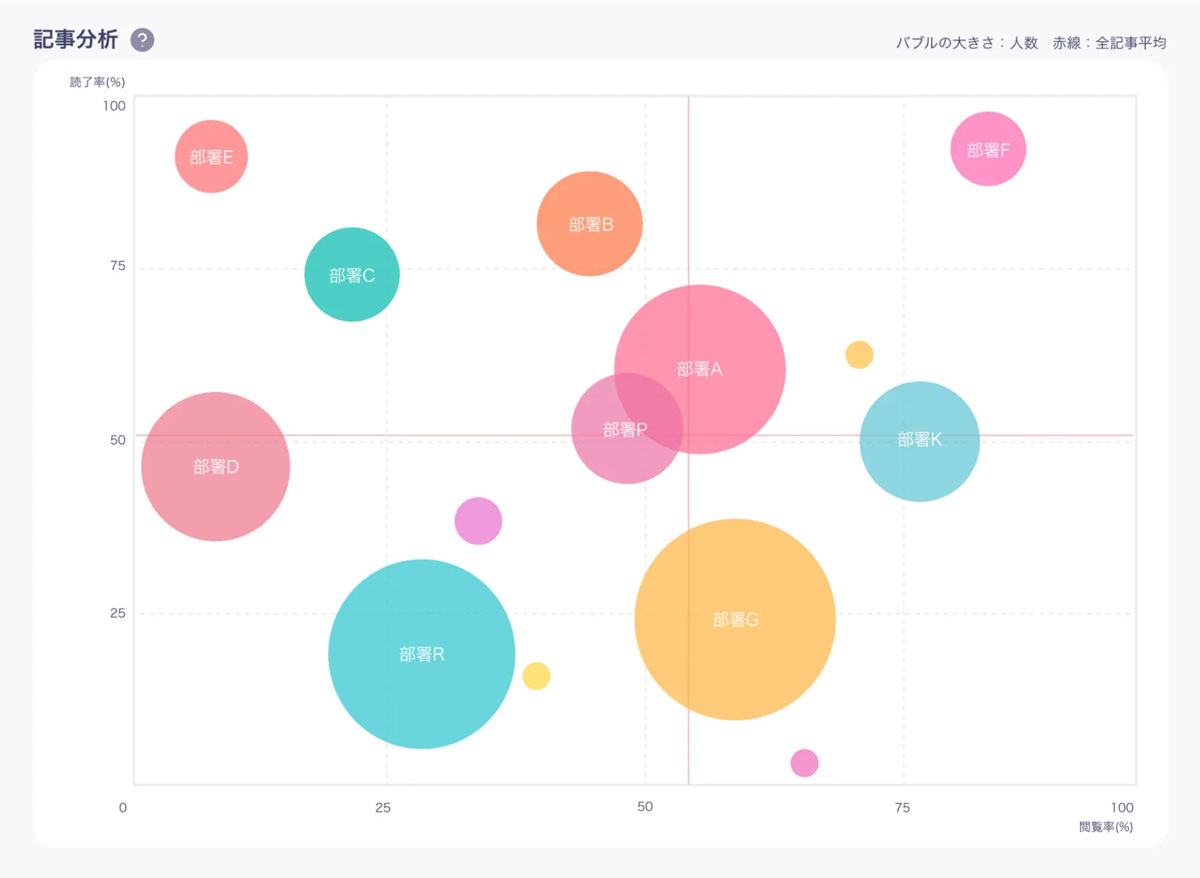 記事分析 ?
バブルの大きさ：人数　赤線：全記事平均
読了率(%)
100
部署F
部署E
部署B
75
部署C
部署A
部署P
50
部署K
部署D
25
部署G
部署R
0
25
50
75
100
閲覧率(%)